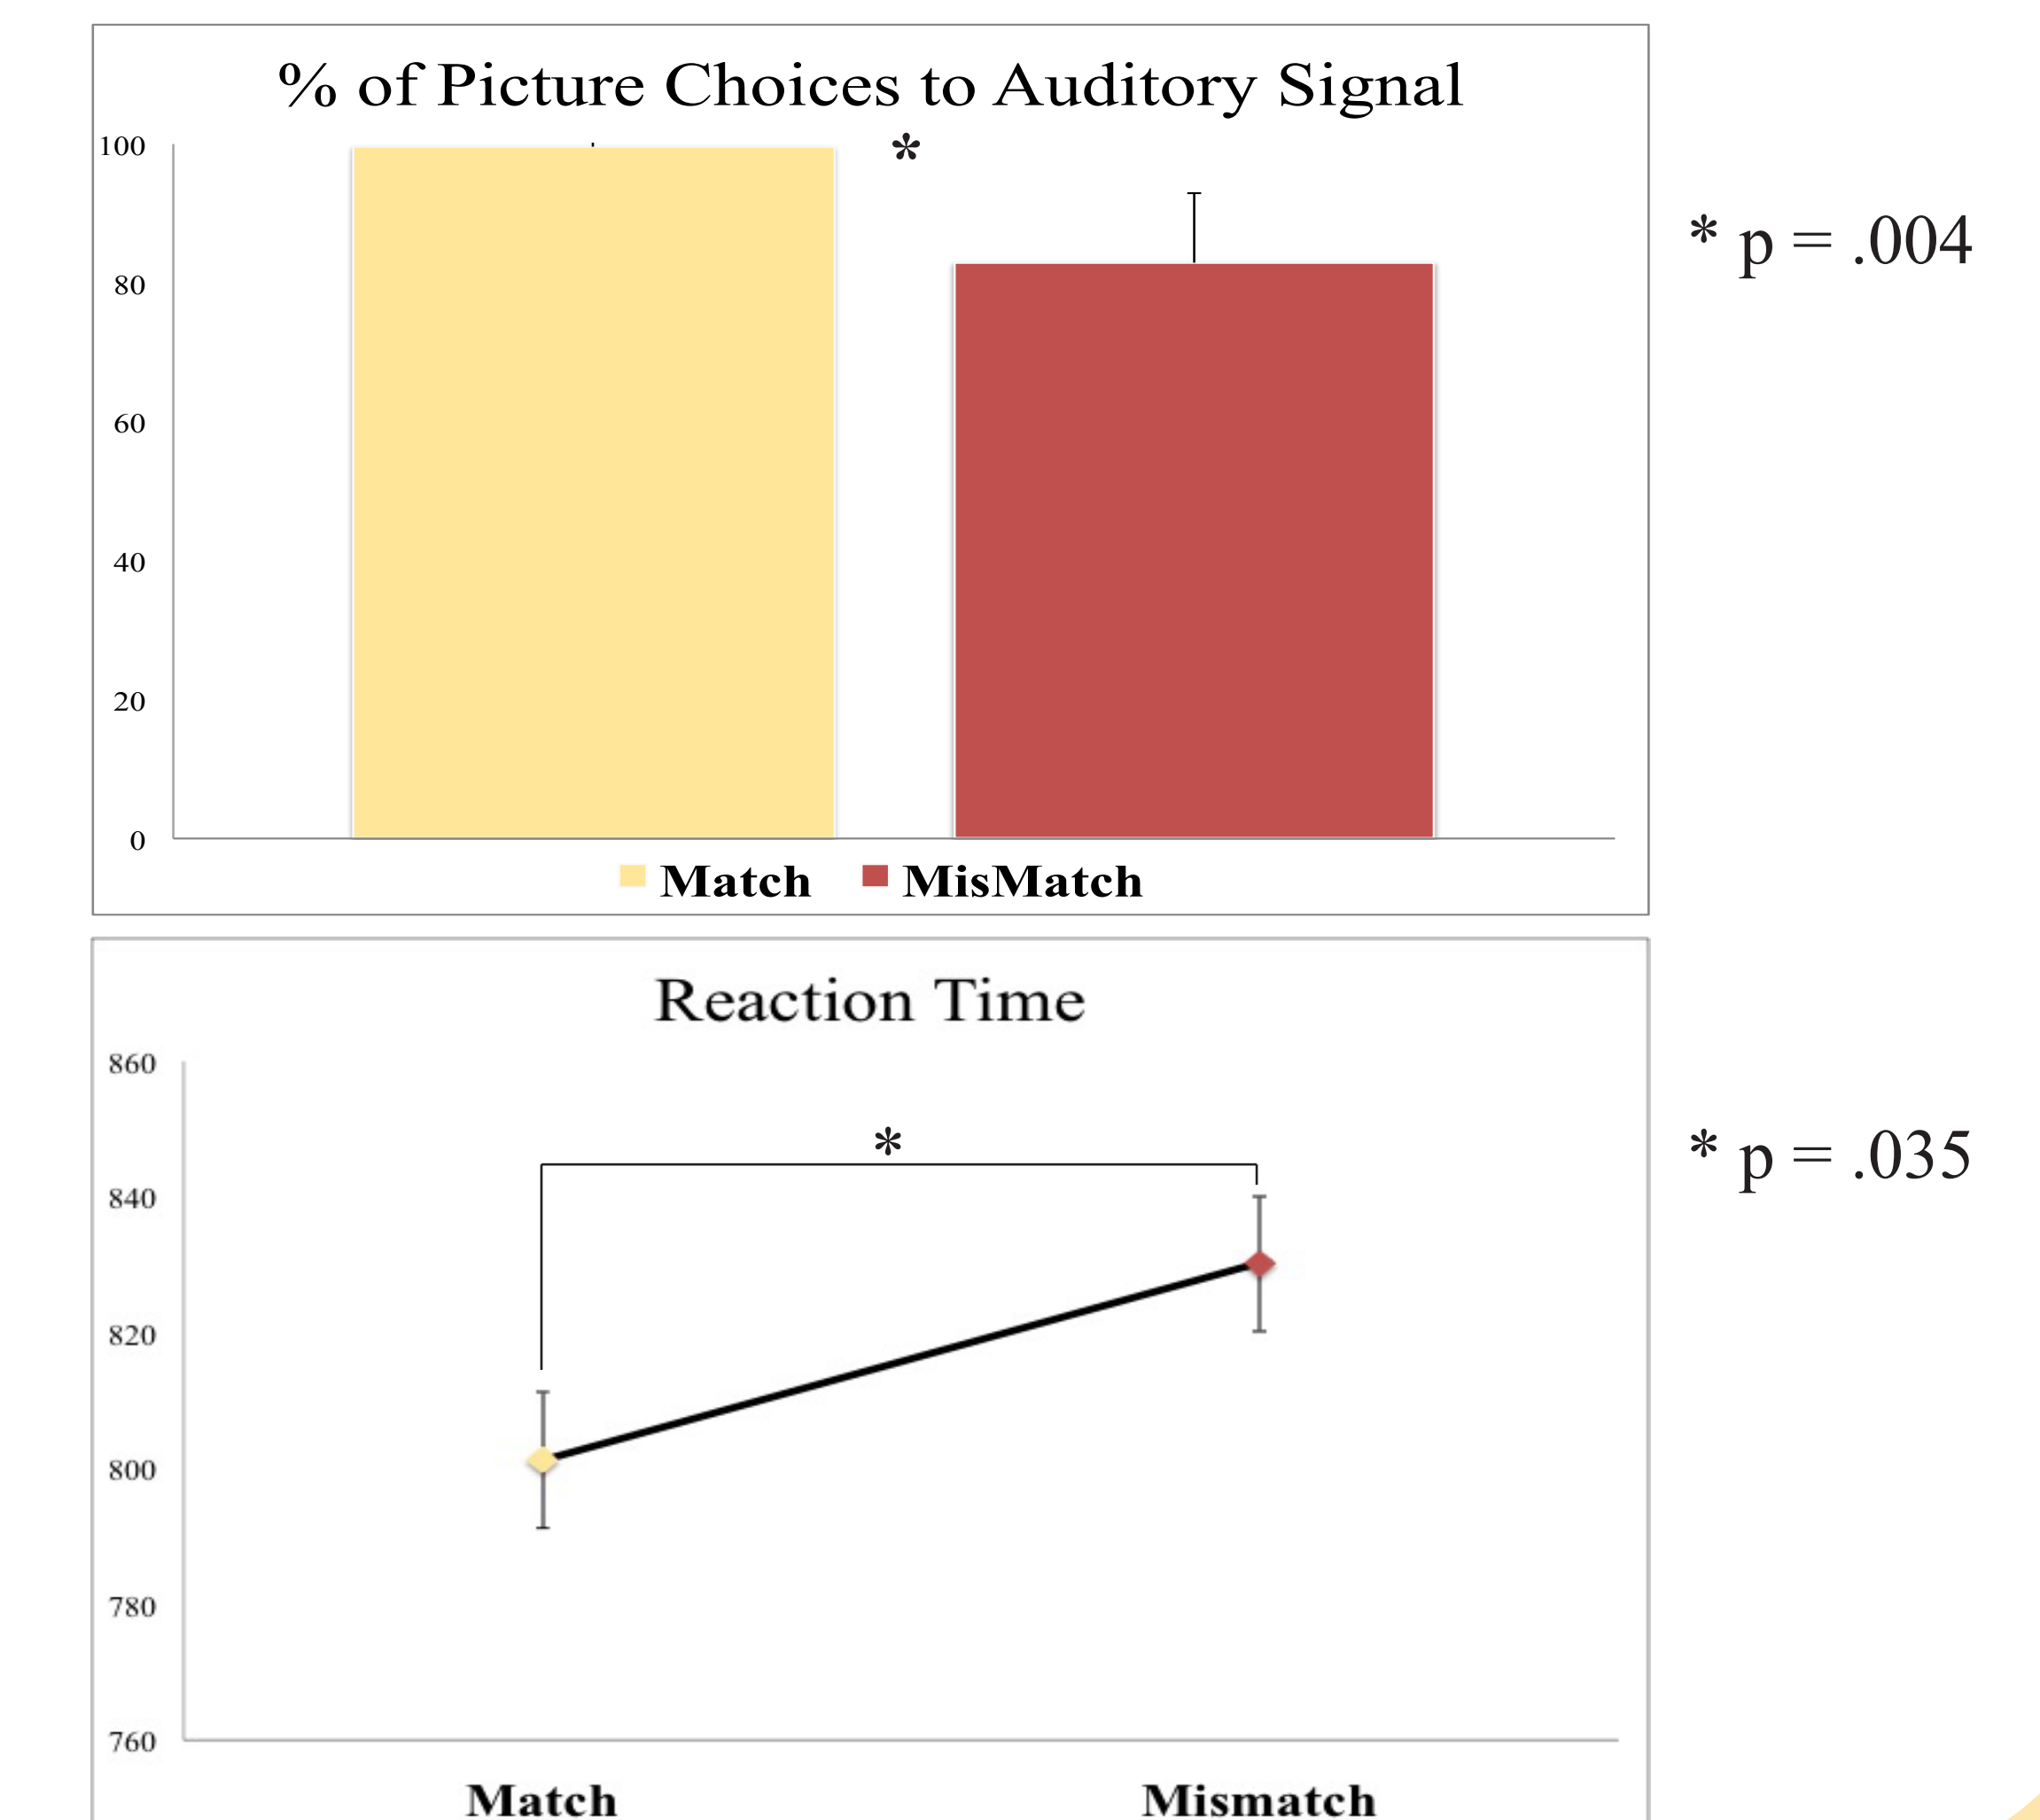 % of Picture Choices to Auditory Signal
100
*
80
60
40
20
0
Match MisMatch
* p = .004
Reaction Time
860
*
840
820
800
780
760
Match Mismatch
* p = .035